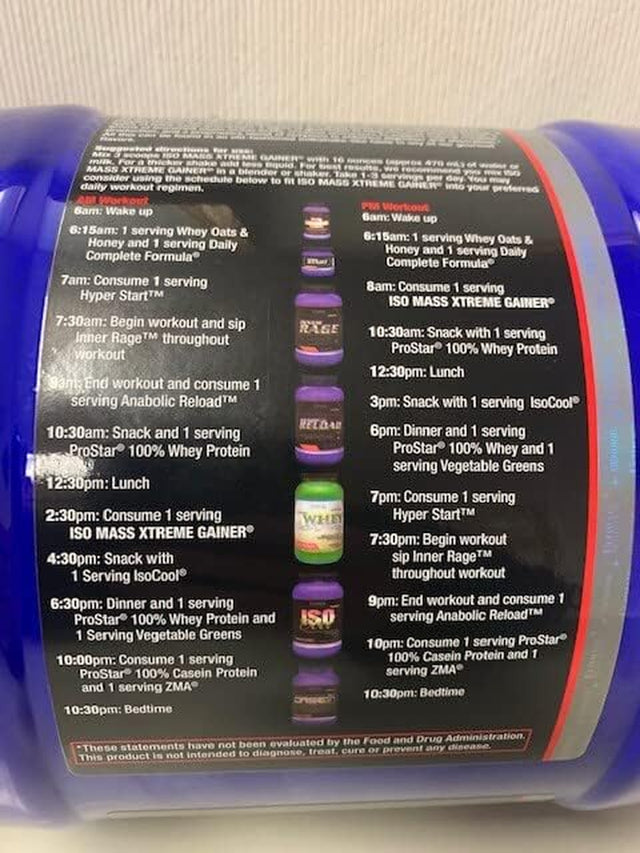 Suggested directions for use:
Mix 3 scoops ISO MASS XTREME GAINER® with 16 ounces (approx 470 mL) of water or
milk. For a thicker shake add less liquid. For best results, we recommend you mix ISO
MASS XTREME GAINER® in a blender or shaker. Take 1-3 servings per day. You may
consider using the schedule below to fit ISO MASS XTREME GAINER® into your preferred
daily workout regimen.
AM Workout
6am: Wake up
6:15am: 1 serving Whey Oats &
Honey and 1 serving Daily
Complete Formula®
7am: Consume 1 serving
Hyper Start™
7:30am: Begin workout and sip
Inner Rage™ throughout
workout
9am: End workout and consume 1
serving Anabolic Reload™
10:30am: Snack and 1 serving
ProStar® 100% Whey Protein
12:30pm: Lunch
2:30pm: Consume 1 serving
ISO MASS XTREME GAINER®
4:30pm: Snack with
1 Serving IsoCool®
6:30pm: Dinner and 1 serving
ProStar® 100% Whey Protein and
1 Serving Vegetable Greens
10:00pm: Consume 1 serving
ProStar® 100% Casein Protein
and 1 serving ZMA®
10:30pm: Bedtime
RAGE
RELOAD
WHEY
ISO
CASEIN
PM Workout
6am: Wake up
6:15am: 1 serving Whey Oats &
Honey and 1 serving Daily
Complete Formula®
8am: Consume 1 serving
ISO MASS XTREME GAINER®
10:30am: Snack with 1 serving
ProStar® 100% Whey Protein
12:30pm: Lunch
3pm: Snack with 1 serving IsoCool®
6pm: Dinner and 1 serving
ProStar® 100% Whey and 1
serving Vegetable Greens
7pm: Consume 1 serving
Hyper Start™
7:30pm: Begin workout
sip Inner Rage™
throughout workout
9pm: End workout and consume 1
serving Anabolic Reload™
10pm: Consume 1 serving ProStar®
100% Casein Protein and 1
serving ZMA®
10:30pm: Bedtime
*These statements have not been evaluated by the Food and Drug Administration.
This product is not intended to diagnose, treat, cure or prevent any disease.